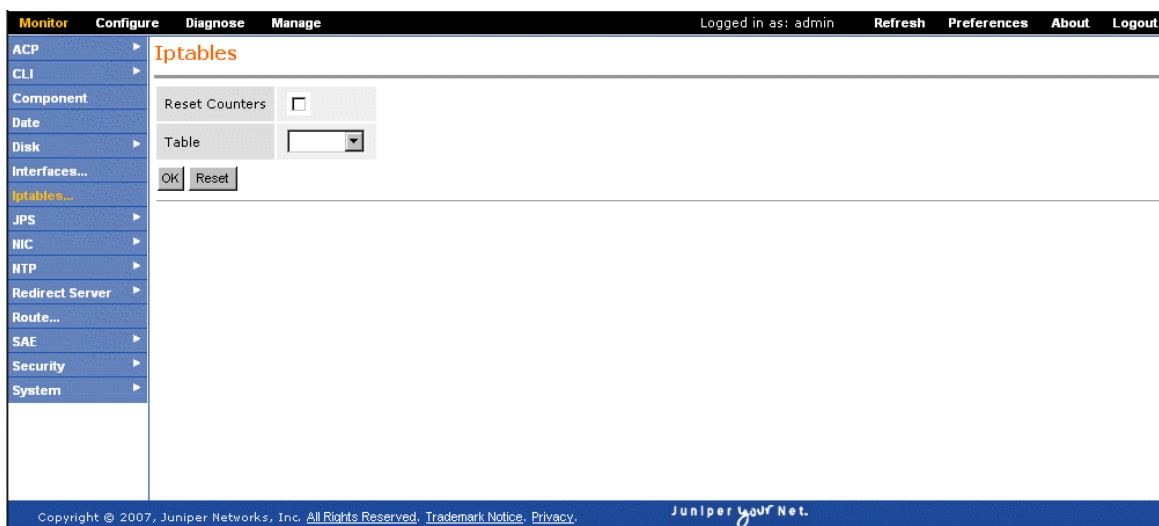 Monitor Configure Diagnose Manage Logged in as: admin Refresh Preferences About Logout
ACP
CLI
Component
Date
Disk
Interfaces...
Iptables...
JPS
NIC
NTP
Redirect Server
Route...
SAE
Security
System
Iptables
Reset Counters
Table
OK Reset
Copyright © 2007, Juniper Networks, Inc. All Rights Reserved. Trademark Notice. Privacy.
Juniper your Net.